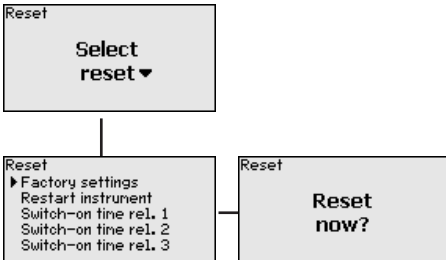 Reset
Select
reset▼
Reset
Factory settings
Restart instrument
Switch-on time rel. 1
Switch-on time rel. 2
Switch-on time rel. 3
Reset
Reset
now?